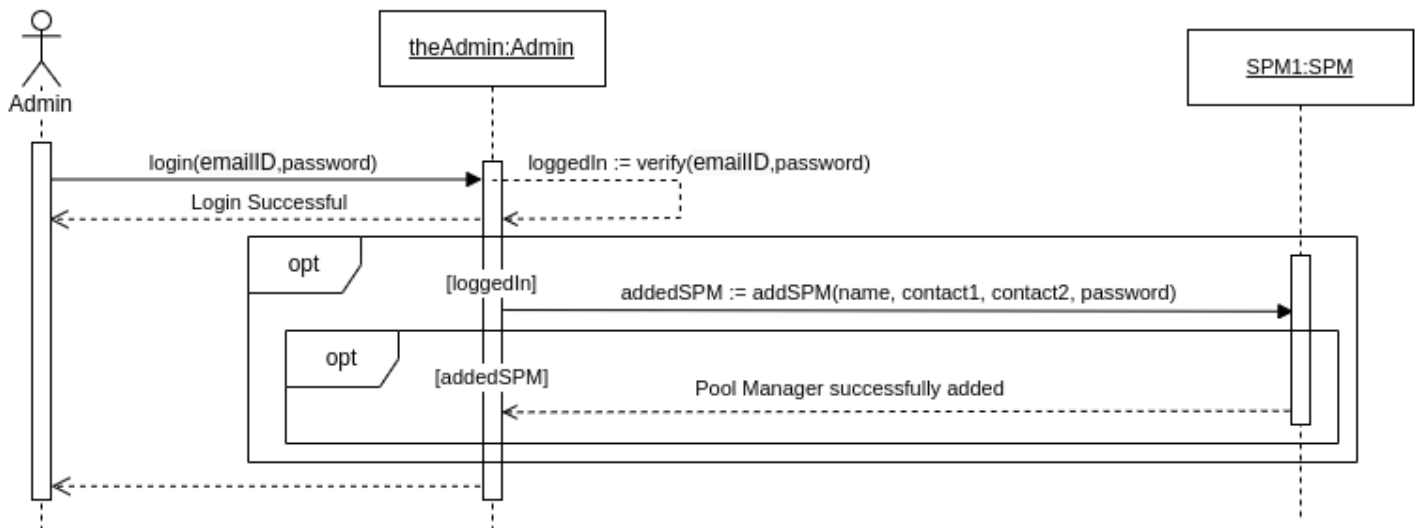 theAdmin:Admin
SPM1:SPM
Admin
login(emailID,password)
loggedIn := verify(emailID,password)
Login Successful
opt
[loggedIn]
addedSPM := addSPM(name, contact1, contact2, password)
opt
[addedSPM]
Pool Manager successfully added